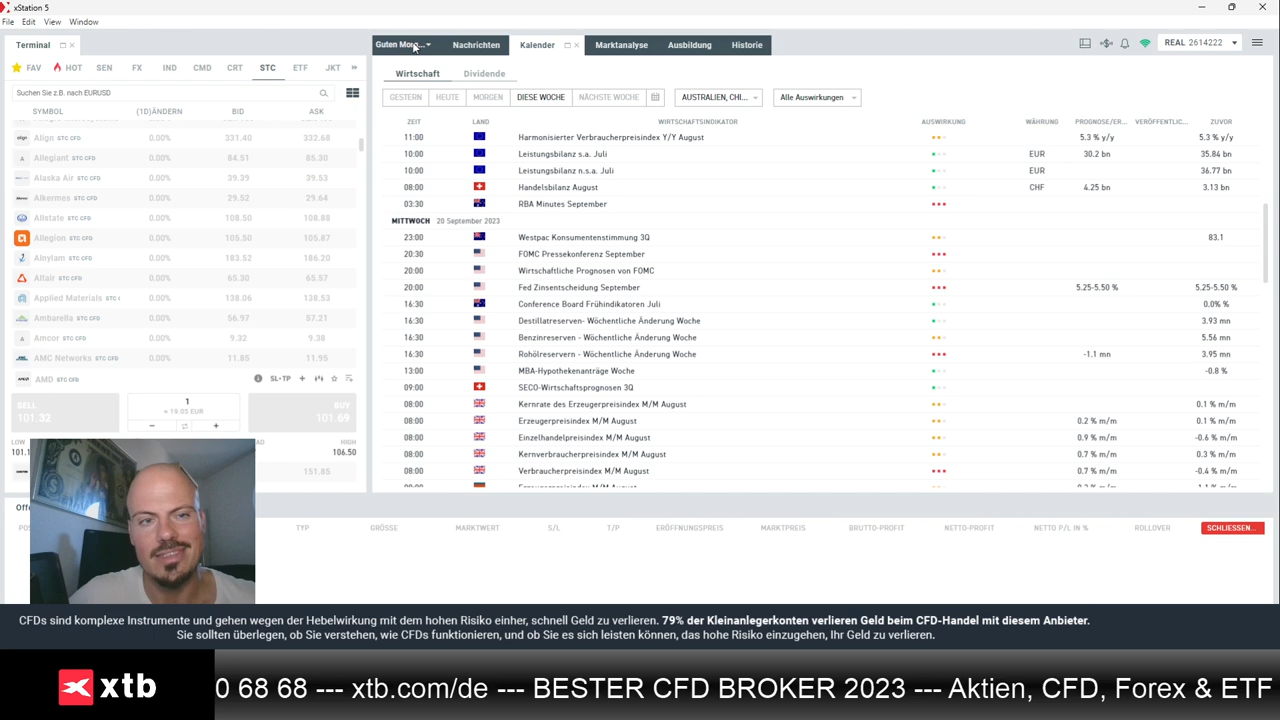 xStation 5
File Edit View Window
Terminal
FAV HOT SEN FX IND CMD CRT STC ETF JKT
Suchen Sie z.B. nach EURUSD
SYMBOL (1D)ÄNDERN BID ASK
Align STC CFD 0.00% 331.40 332.68
Allegiant STC CFD 0.00% 84.51 85.30
Alaska Air STC CFD 0.00% 39.39 39.53
Alkermes STC CFD 0.00% 29.52 29.64
Allstate STC CFD 0.00% 108.50 108.88
Allegion STC CFD 0.00% 105.50 105.87
Alnylam STC CFD 0.00% 183.52 186.20
Altair STC CFD 0.00% 65.30 65.57
Applied Materials STC ( 0.00% 138.06 138.53
Ambarella STC CFD 0.00% 56.97 57.21
Amcor STC CFD 0.00% 9.32 9.38
AMC Networks STC CFD 0.00% 11.85 11.95
AMD STC CFD SL+TP
SELL 101.32
1
≈ 19.05 EUR
BUY 101.69
LOW HIGH
106.50
151.85
Guten Mor... Nachrichten Kalender Marktanalyse Ausbildung Historie REAL 2614222
Wirtschaft Dividende
GESTERN HEUTE MORGEN DIESE WOCHE NÄCHSTE WOCHE AUSTRALIEN, CHI... Alle Auswirkungen
ZEIT LAND WIRTSCHAFTSINDIKATOR AUSWIRKUNG WÄHRUNG PROGNOSE/ER... VERÖFFENTLIC... ZUVOR
11:00 Harmonisierter Verbraucherpreisindex Y/Y August 5.3 % y/y 5.3 % y/y
10:00 Leistungsbilanz s.a. Juli EUR 30.2 bn 35.84 bn
10:00 Leistungsbilanz n.s.a. Juli EUR 36.77 bn
08:00 Handelsbilanz August CHF 4.25 bn 3.13 bn
03:30 RBA Minutes September
MITTWOCH 20 September 2023
23:00 Westpac Konsumentenstimmung 3Q 83.1
20:30 FOMC Pressekonferenz September
20:00 Wirtschaftliche Prognosen von FOMC
20:00 Fed Zinsentscheidung September 5.25-5.50 % 5.25-5.50 %
16:30 Conference Board Frühindikatoren Juli 0.0% %
16:30 Destillatreserven- Wöchentliche Änderung Woche 3.93 mn
16:30 Benzinreserven - Wöchentliche Änderung Woche 5.56 mn
16:30 Rohölreservern - Wöchentliche Änderung Woche -1.1 mn 3.95 mn
13:00 MBA-Hypothekenanträge Woche -0.8 %
09:00 SECO-Wirtschaftsprognosen 3Q
08:00 Kernrate des Erzeugerpreisindex M/M August 0.1 % m/m
08:00 Erzeugerpreisindex M/M August 0.2 % m/m 0.1 % m/m
08:00 Einzelhandelpreisindex M/M August 0.9 % m/m -0.6 % m/m
08:00 Kernverbraucherpreisindex M/M August 0.7 % m/m 0.3 % m/m
08:00 Verbraucherpreisindex M/M August 0.7 % m/m -0.4 % m/m
TYP GRÖSSE MARKTWERT S/L T/P ERÖFFNUNGSPREIS MARKTPREIS BRUTTO-PROFIT NETTO-PROFIT NETTO P/L IN % ROLLOVER SCHLIESSEN...
CFDs sind komplexe Instrumente und gehen wegen der Hebelwirkung mit dem hohen Risiko einher, schnell Geld zu verlieren. 79% der Kleinanlegerkonten verlieren Geld beim CFD-Handel mit diesem Anbieter.
Sie sollten überlegen, ob Sie verstehen, wie CFDs funktionieren, und ob Sie es sich leisten können, das hohe Risiko einzugehen, Ihr Geld zu verlieren.
xtb 0 68 68 --- xtb.com/de --- BESTER CFD BROKER 2023 --- Aktien, CFD, Forex & ETF